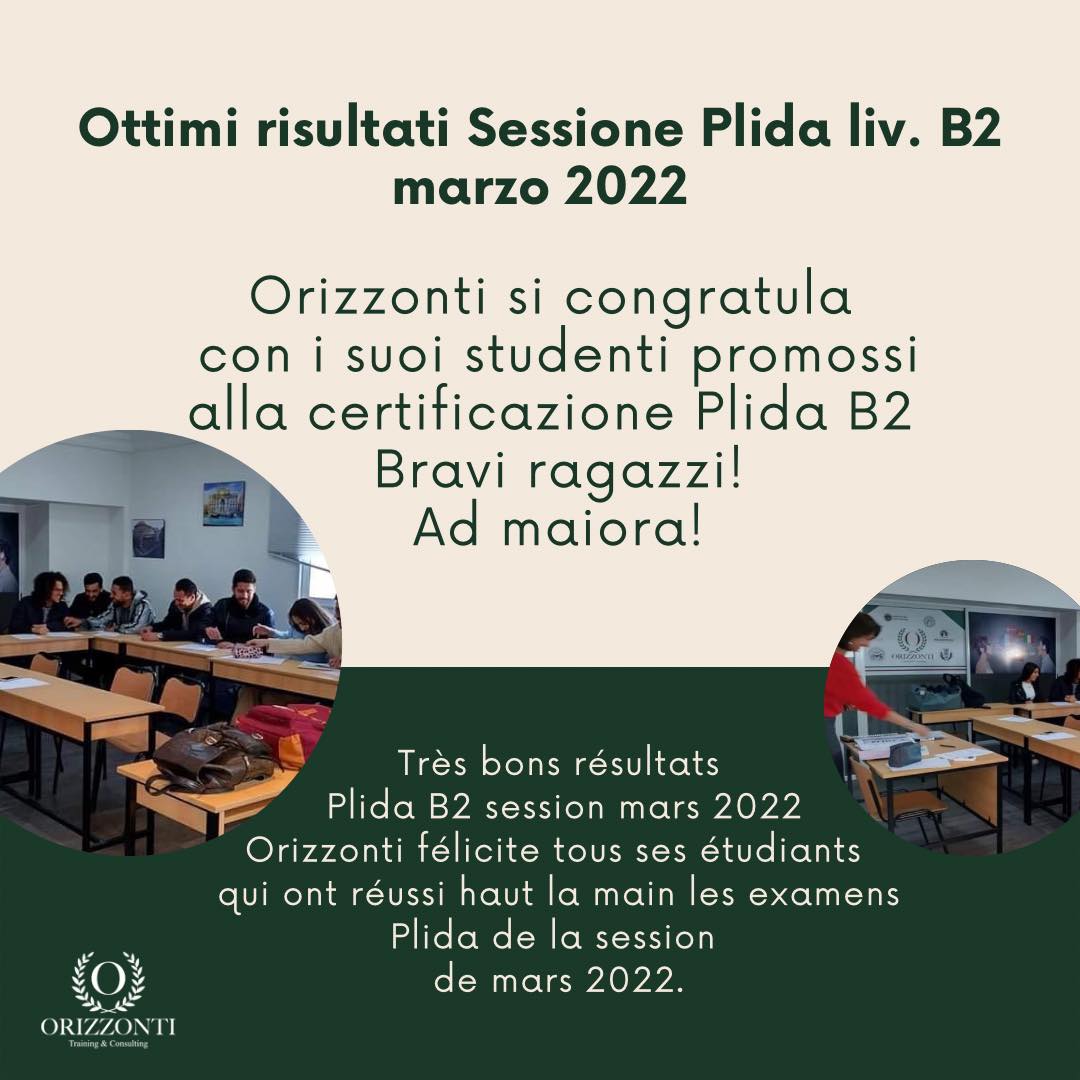 Ottimi risultati Sessione Plida liv. B2
marzo 2022
Orizzonti si congratula
con i suoi studenti promossi
alla certificazione Plida B2
Bravi ragazzi!
Ad maiora!
ORIZZONTI
Très bons résultats
Plida B2 session mars 2022
Orizzonti félicite tous ses étudiants
qui ont réussi haut la main les examens
Plida de la session
de mars 2022.
O
ORIZZONTI
Training & Consulting